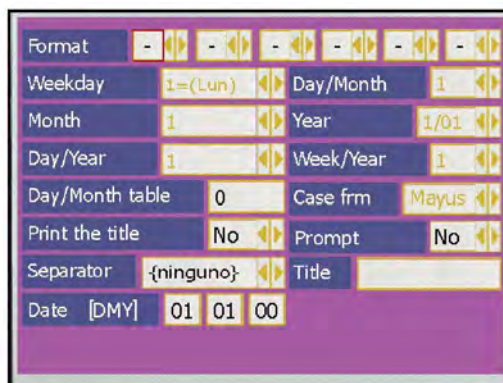 Format - - - - - -
Weekday 1=(Lun) Day/Month 1
Month 1 Year 1/01
Day/Year 1 Week/Year 1
Day/Month table 0 Case frm Mayus
Print the title No Prompt No
Separator {ninguno} Title
Date [DMY] 01 01 00